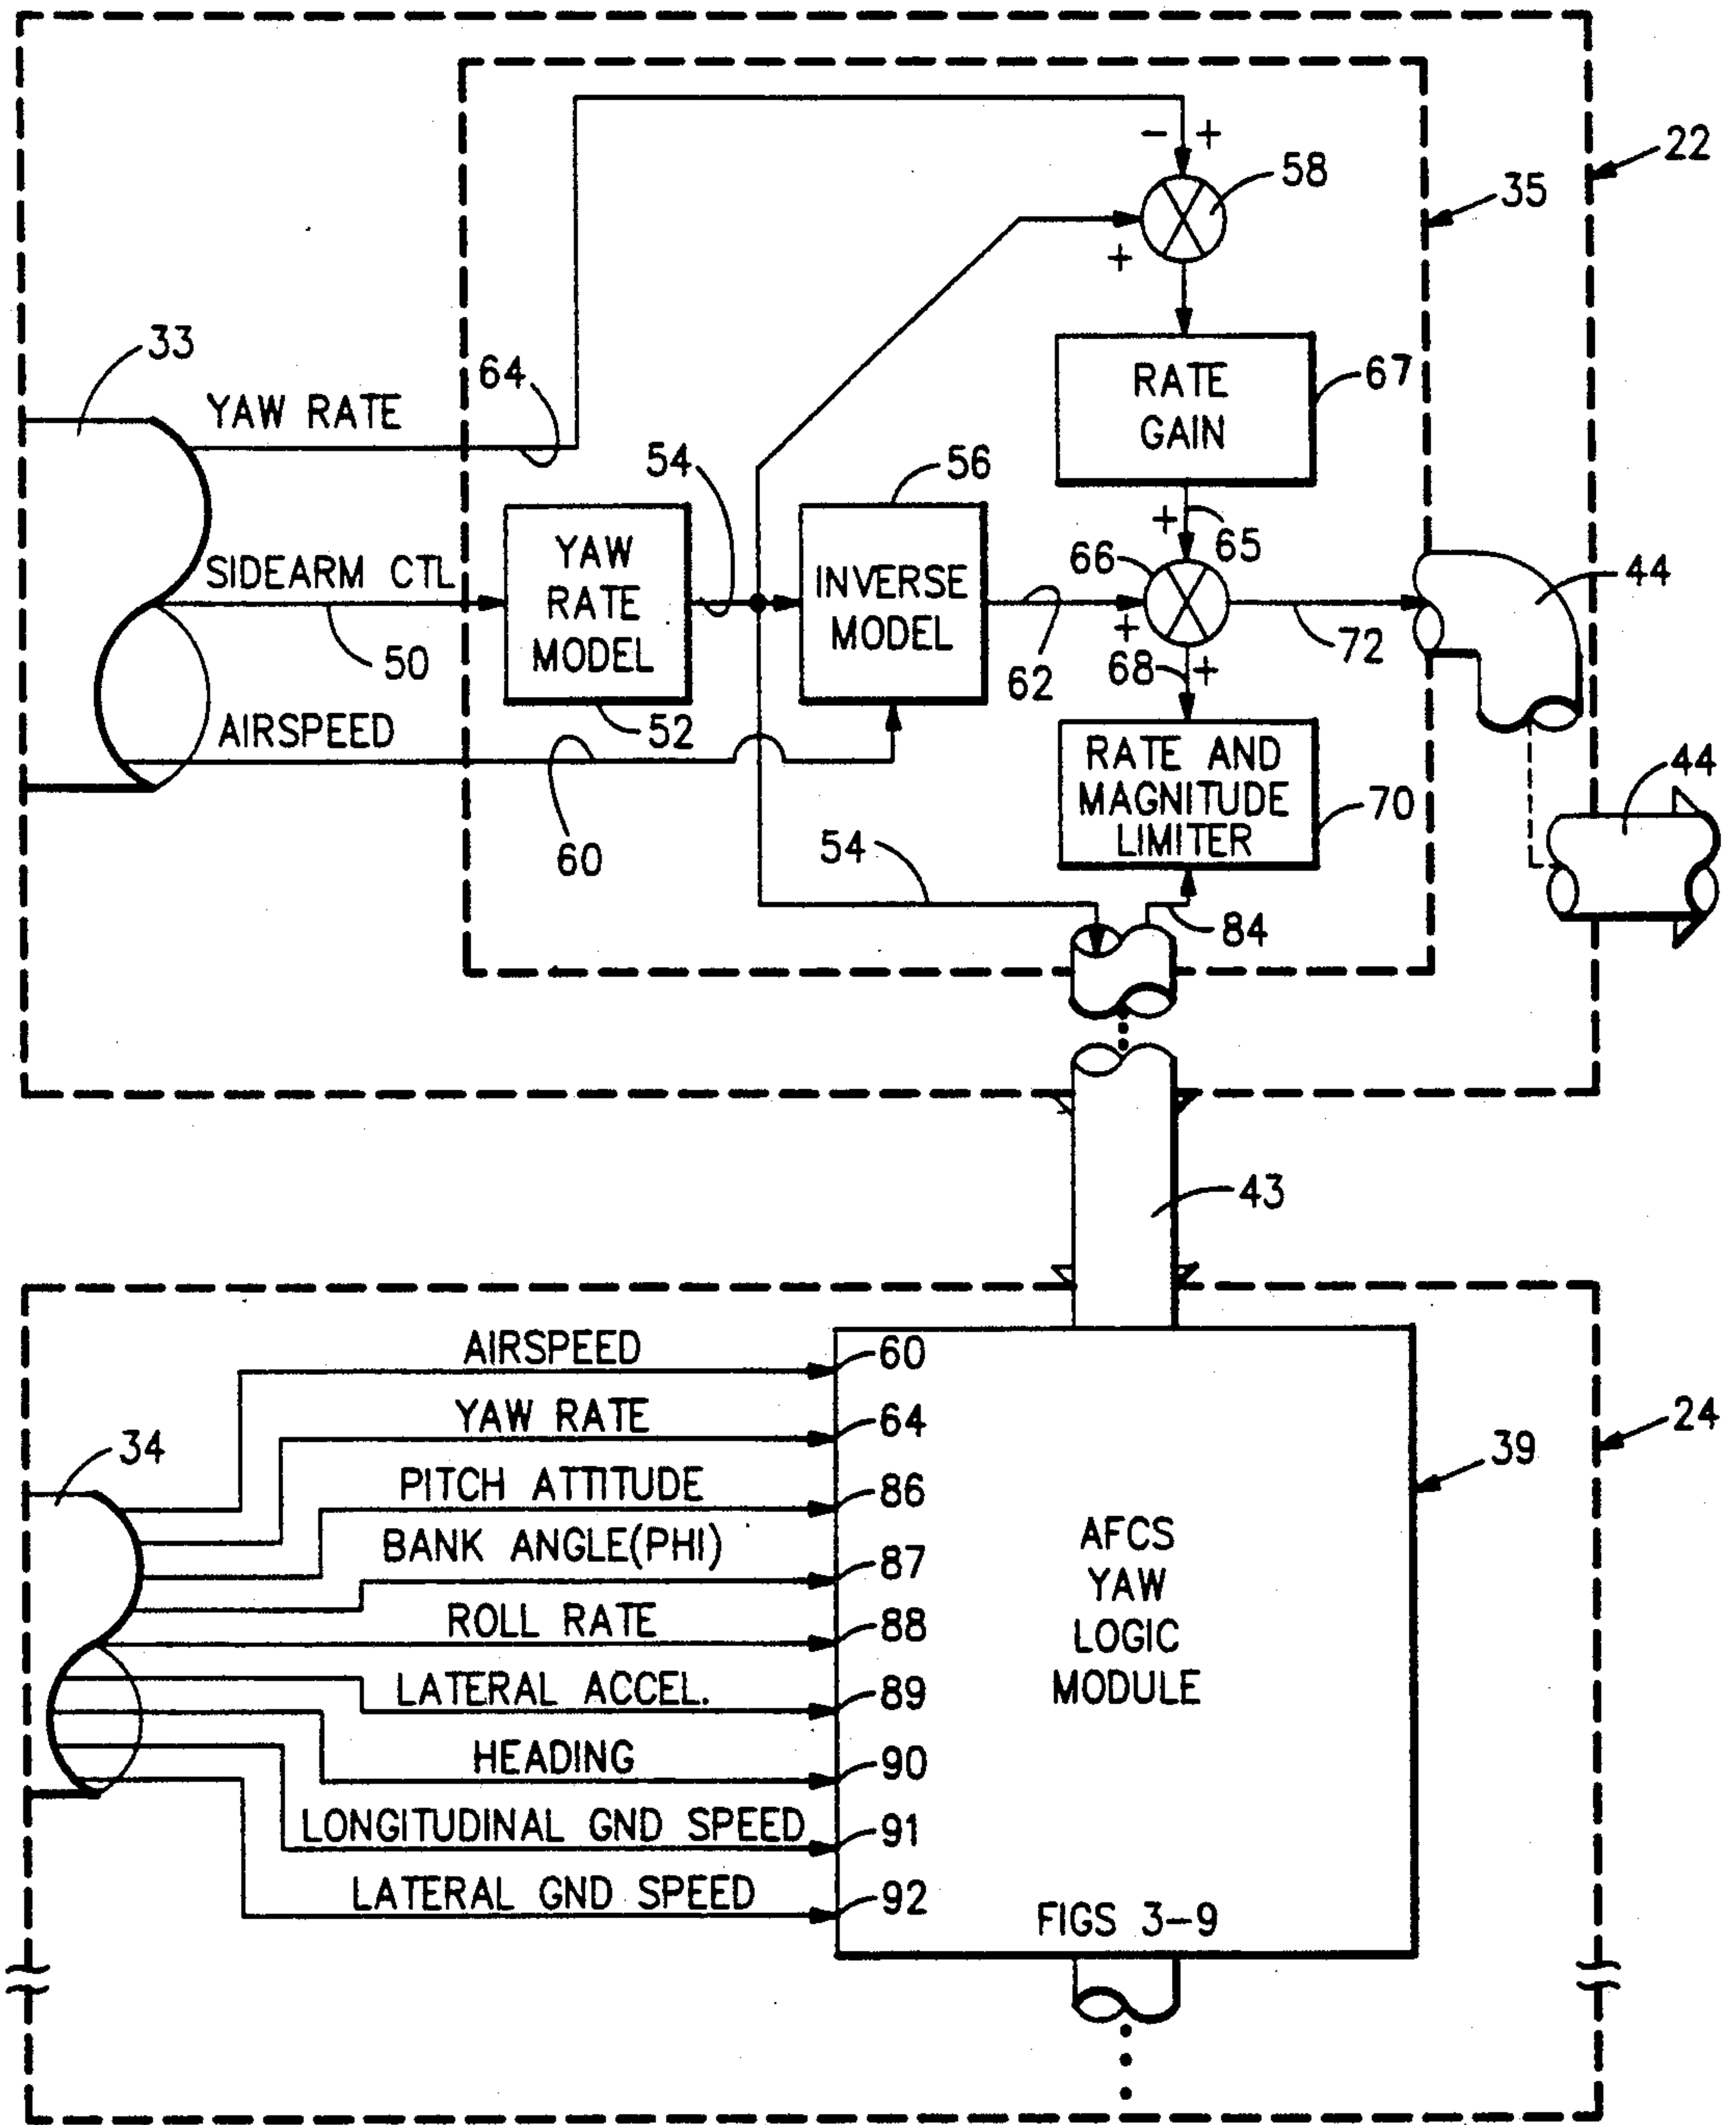 22
- +
58
35
+
33
RATE
GAIN
67
64
YAW RATE
54
56
+
65
66
YAW
RATE
MODEL
INVERSE
MODEL
SIDEARM CTL
44
50
+
62
68
+
72
52
AIRSPEED
44
RATE AND
MAGNITUDE
LIMITER
70
60
54
84
43
AIRSPEED
60
YAW RATE
64
24
34
39
PITCH ATTITUDE
86
BANK ANGLE(PHI)
87
AFCS
YAW
LOGIC
MODULE
ROLL RATE
88
LATERAL ACCEL.
89
HEADING
90
LONGITUDINAL GND SPEED
91
LATERAL GND SPEED
92
FIGS 3-9